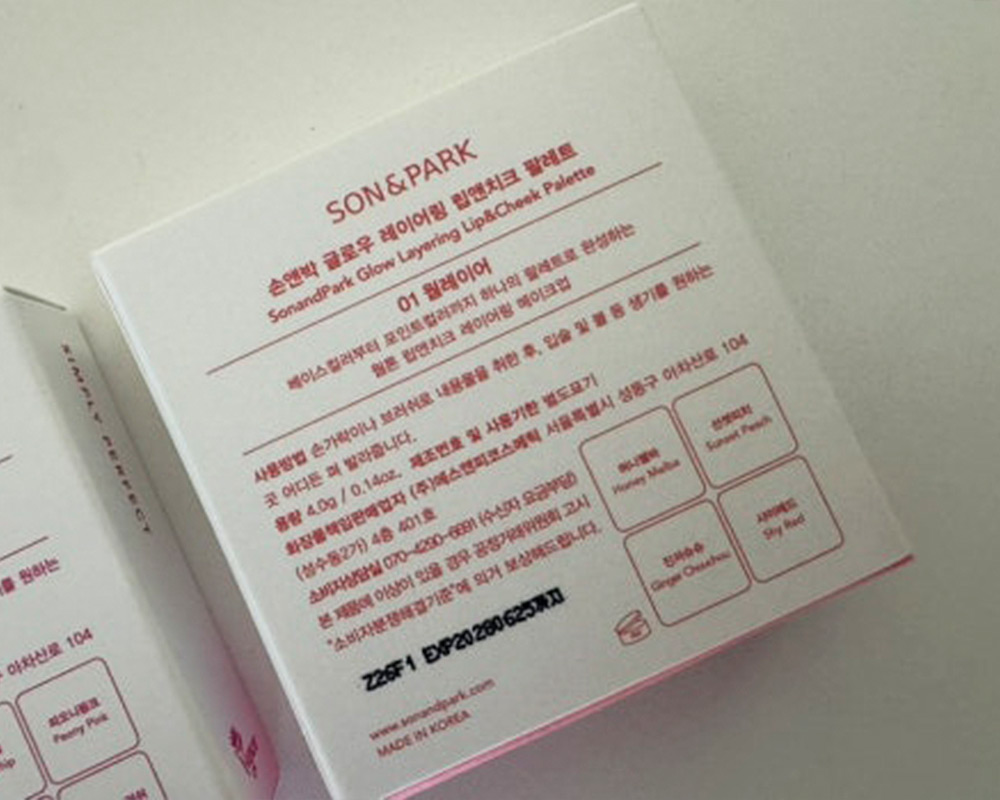 SON&PARK
손앤박 글로우 레이어링 립앤치크 팔레트
SonandPark Glow Layering Lip&Cheek Palette
01 웜레이어
베이스컬러부터 포인트컬러까지 하나의 팔레트로 완성하는
웜톤 립앤치크 레이어링 메이크업
사용방법 손가락이나 브러쉬로 내용물을 취한 후, 입술 및 볼 등 생기를 원하는
곳 어디든 펴 발라줍니다.
용량 4.0g / 0.14oz. 제조번호 및 사용기한 별도표기
화장품책임판매업자 (주)에스앤피코스메틱 서울특별시 성동구 아차산로 104
(성수동2가) 4층 401호
소비자상담실 070-4290-6691 (수신자 요금부담)
본 제품에 이상이 있을 경우 공정거래위원회 고시
"소비자분쟁해결기준"에 의거 보상해드립니다.
허니멜바
Honey Melba
선셋피치
Sunset Peach
진저슈슈
Ginger Chouchou
샤이레드
Shy Red
Z26F1 EXP20280625까지
www.sonandpark.com
MADE IN KOREA
SIMPLY PERFECT
를 원하는
아차산로 104
피오니핑크
Peony Pink
hip